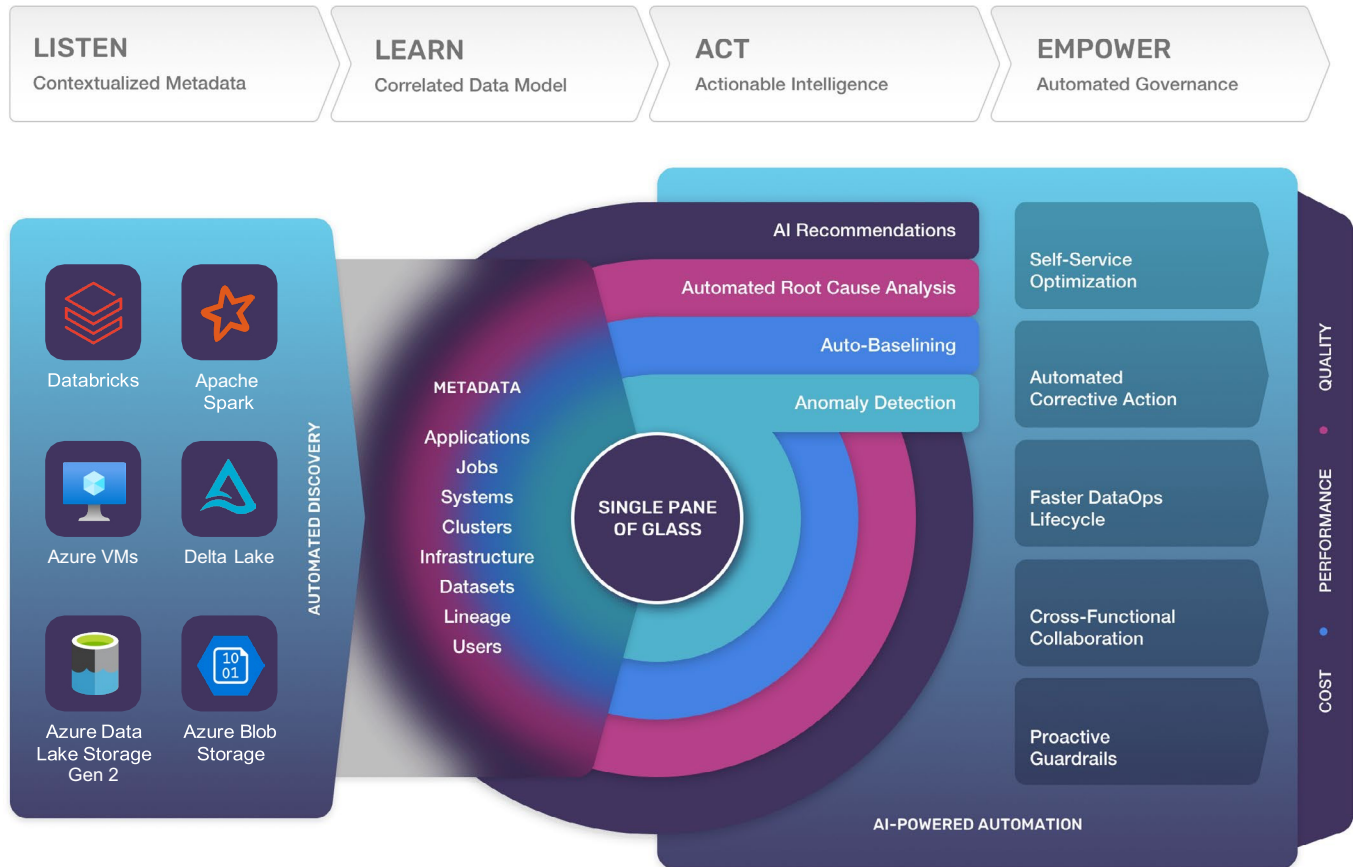 LISTEN
Contextualized Metadata
LEARN
Correlated Data Model
ACT
Actionable Intelligence
EMPOWER
Automated Governance
Databricks
Apache
Spark
Azure VMs
Delta Lake
Azure Data
Lake Storage
Gen 2
10
01
Azure Blob
Storage
AUTOMATED DISCOVERY
METADATA
Applications
Jobs
Systems
Clusters
Infrastructure
Datasets
Lineage
Users
SINGLE PANE
OF GLASS
AI Recommendations
Automated Root Cause Analysis
Auto-Baselining
Anomaly Detection
Self-Service
Optimization
Automated
Corrective Action
Faster DataOps
Lifecycle
Cross-Functional
Collaboration
Proactive
Guardrails
AI-POWERED AUTOMATION
COST • PERFORMANCE • QUALITY